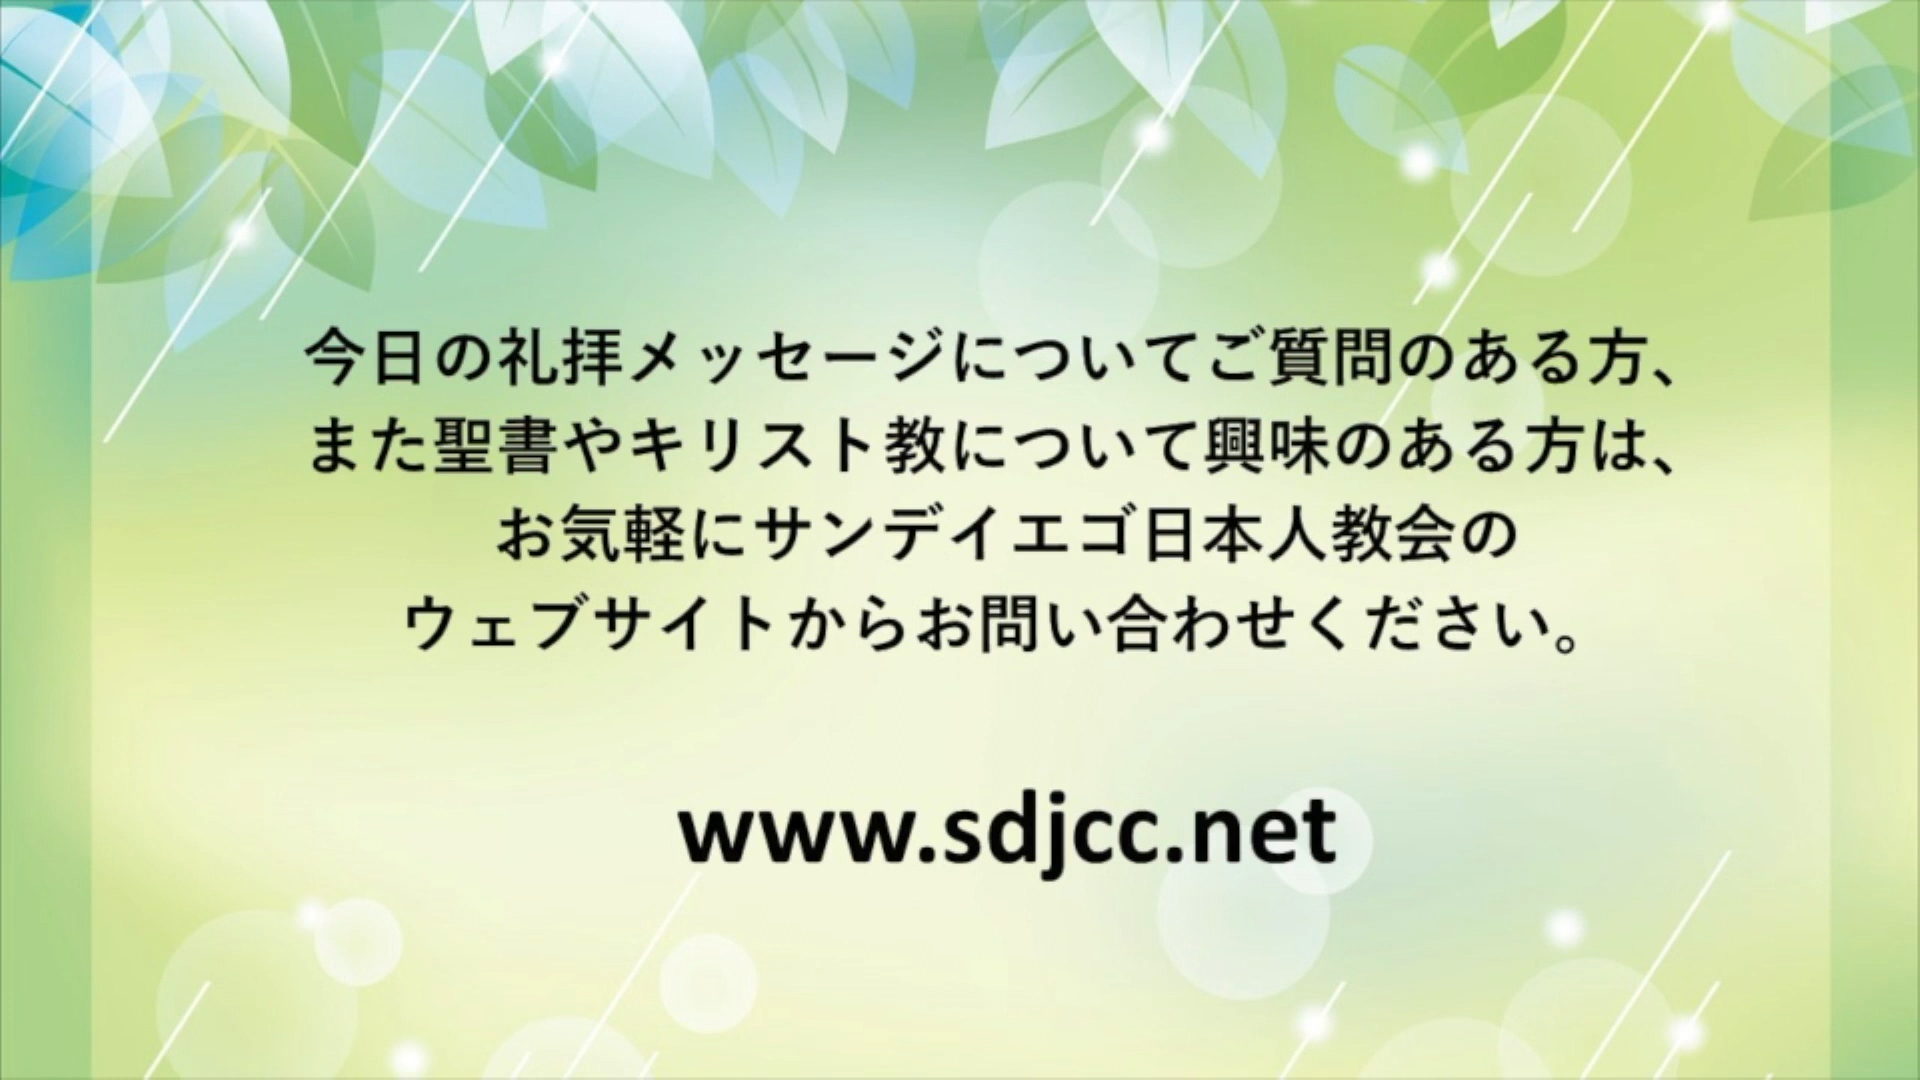 今日の礼拝メッセージについてご質問のある方、
また聖書やキリスト教について興味のある方は、
お気軽にサンデイエゴ日本人教会の
ウェブサイトからお問い合わせください。
www.sdjcc.net